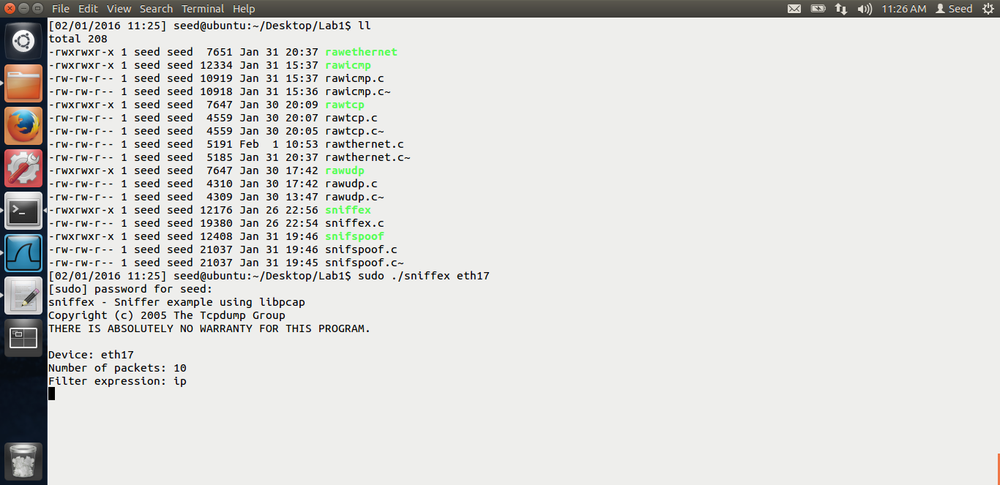 File Edit View Search Terminal Help 11:26 AM Seed
[02/01/2016 11:25] seed@ubuntu:~/Desktop/Lab1$ ll
total 208
-rwxrwxr-x 1 seed seed  7651 Jan 31 20:37 rawethernet
-rwxrwxr-x 1 seed seed 12334 Jan 31 15:37 rawicmp
-rw-rw-r-- 1 seed seed 10919 Jan 31 15:37 rawicmp.c
-rw-rw-r-- 1 seed seed 10918 Jan 31 15:36 rawicmp.c~
-rwxrwxr-x 1 seed seed  7647 Jan 30 20:09 rawtcp
-rw-rw-r-- 1 seed seed  4559 Jan 30 20:07 rawtcp.c
-rw-rw-r-- 1 seed seed  4559 Jan 30 20:05 rawtcp.c~
-rw-rw-r-- 1 seed seed  5191 Feb  1 10:53 rawthernet.c
-rw-rw-r-- 1 seed seed  5185 Jan 31 20:37 rawthernet.c~
-rwxrwxr-x 1 seed seed  7647 Jan 30 17:42 rawudp
-rw-rw-r-- 1 seed seed  4310 Jan 30 17:42 rawudp.c
-rw-rw-r-- 1 seed seed  4309 Jan 30 13:47 rawudp.c~
-rwxrwxr-x 1 seed seed 12176 Jan 26 22:56 sniffex
-rw-rw-r-- 1 seed seed 19380 Jan 26 22:54 sniffex.c
-rwxrwxr-x 1 seed seed 12408 Jan 31 19:46 snifspoof
-rw-rw-r-- 1 seed seed 21037 Jan 31 19:46 snifspoof.c
-rw-rw-r-- 1 seed seed 21037 Jan 31 19:45 snifspoof.c~
[02/01/2016 11:25] seed@ubuntu:~/Desktop/Lab1$ sudo ./sniffex eth17
[sudo] password for seed:
sniffex - Sniffer example using libpcap
Copyright (c) 2005 The Tcpdump Group
THERE IS ABSOLUTELY NO WARRANTY FOR THIS PROGRAM.
Device: eth17
Number of packets: 10
Filter expression: ip